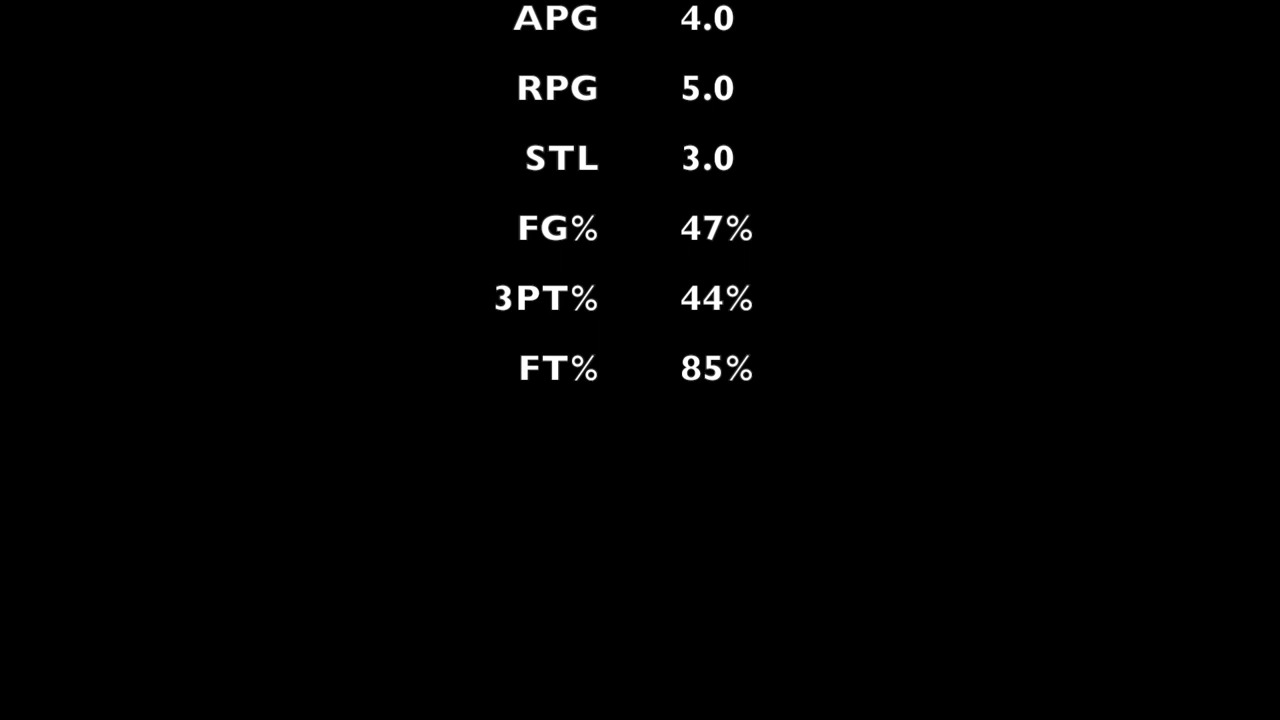 APG 4.0
RPG 5.0
STL 3.0
FG% 47%
3PT% 44%
FT% 85%